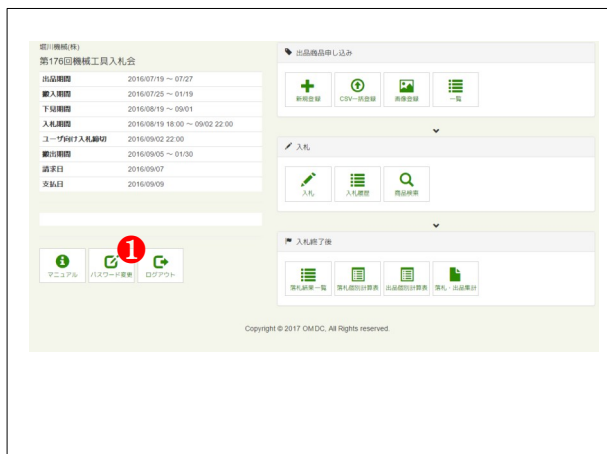 堀川機械(株)
第176回機械工具入札会
出品期間 2016/07/19 ～ 07/27
搬入期間 2016/07/25 ～ 01/19
下見期間 2016/08/19 ～ 09/01
入札期間 2016/08/19 18:00 ～ 09/02 22:00
ユーザ向け入札締切 2016/09/02 22:00
搬出期間 2016/09/05 ～ 01/30
請求日 2016/09/07
支払日 2016/09/09
1
マニュアル パスワード変更 ログアウト
出品商品申し込み
新規登録 CSV一括登録 画像登録 一覧
入札
入札 入札履歴 商品検索
入札終了後
落札結果一覧 落札個別計算表 出品個別計算表 落札・出品集計
Copyright © 2017 OMDC, All Rights reserved.